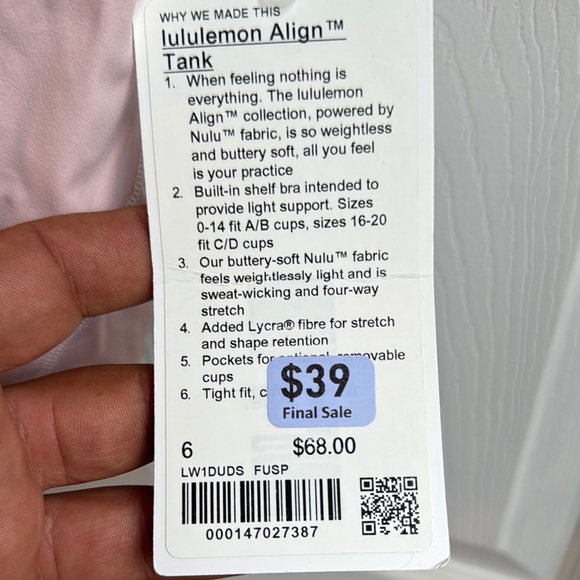 WHY WE MADE THIS
lululemon Align™
Tank
1. When feeling nothing is
everything. The lululemon
Align™ collection, powered by
Nulu™ fabric, is so weightless
and buttery soft, all you feel
is your practice
2. Built-in shelf bra intended to
provide light support. Sizes
0-14 fit A/B cups, sizes 16-20
fit C/D cups
3. Our buttery-soft Nulu™ fabric
feels weightlessly light and is
sweat-wicking and four-way
stretch
4. Added Lycra® fibre for stretch
and shape retention
5. Pockets for optional, removable
cups
6. Tight fit,
$39
Final Sale
6 $68.00
LW1DUDS FUSP
000147027387